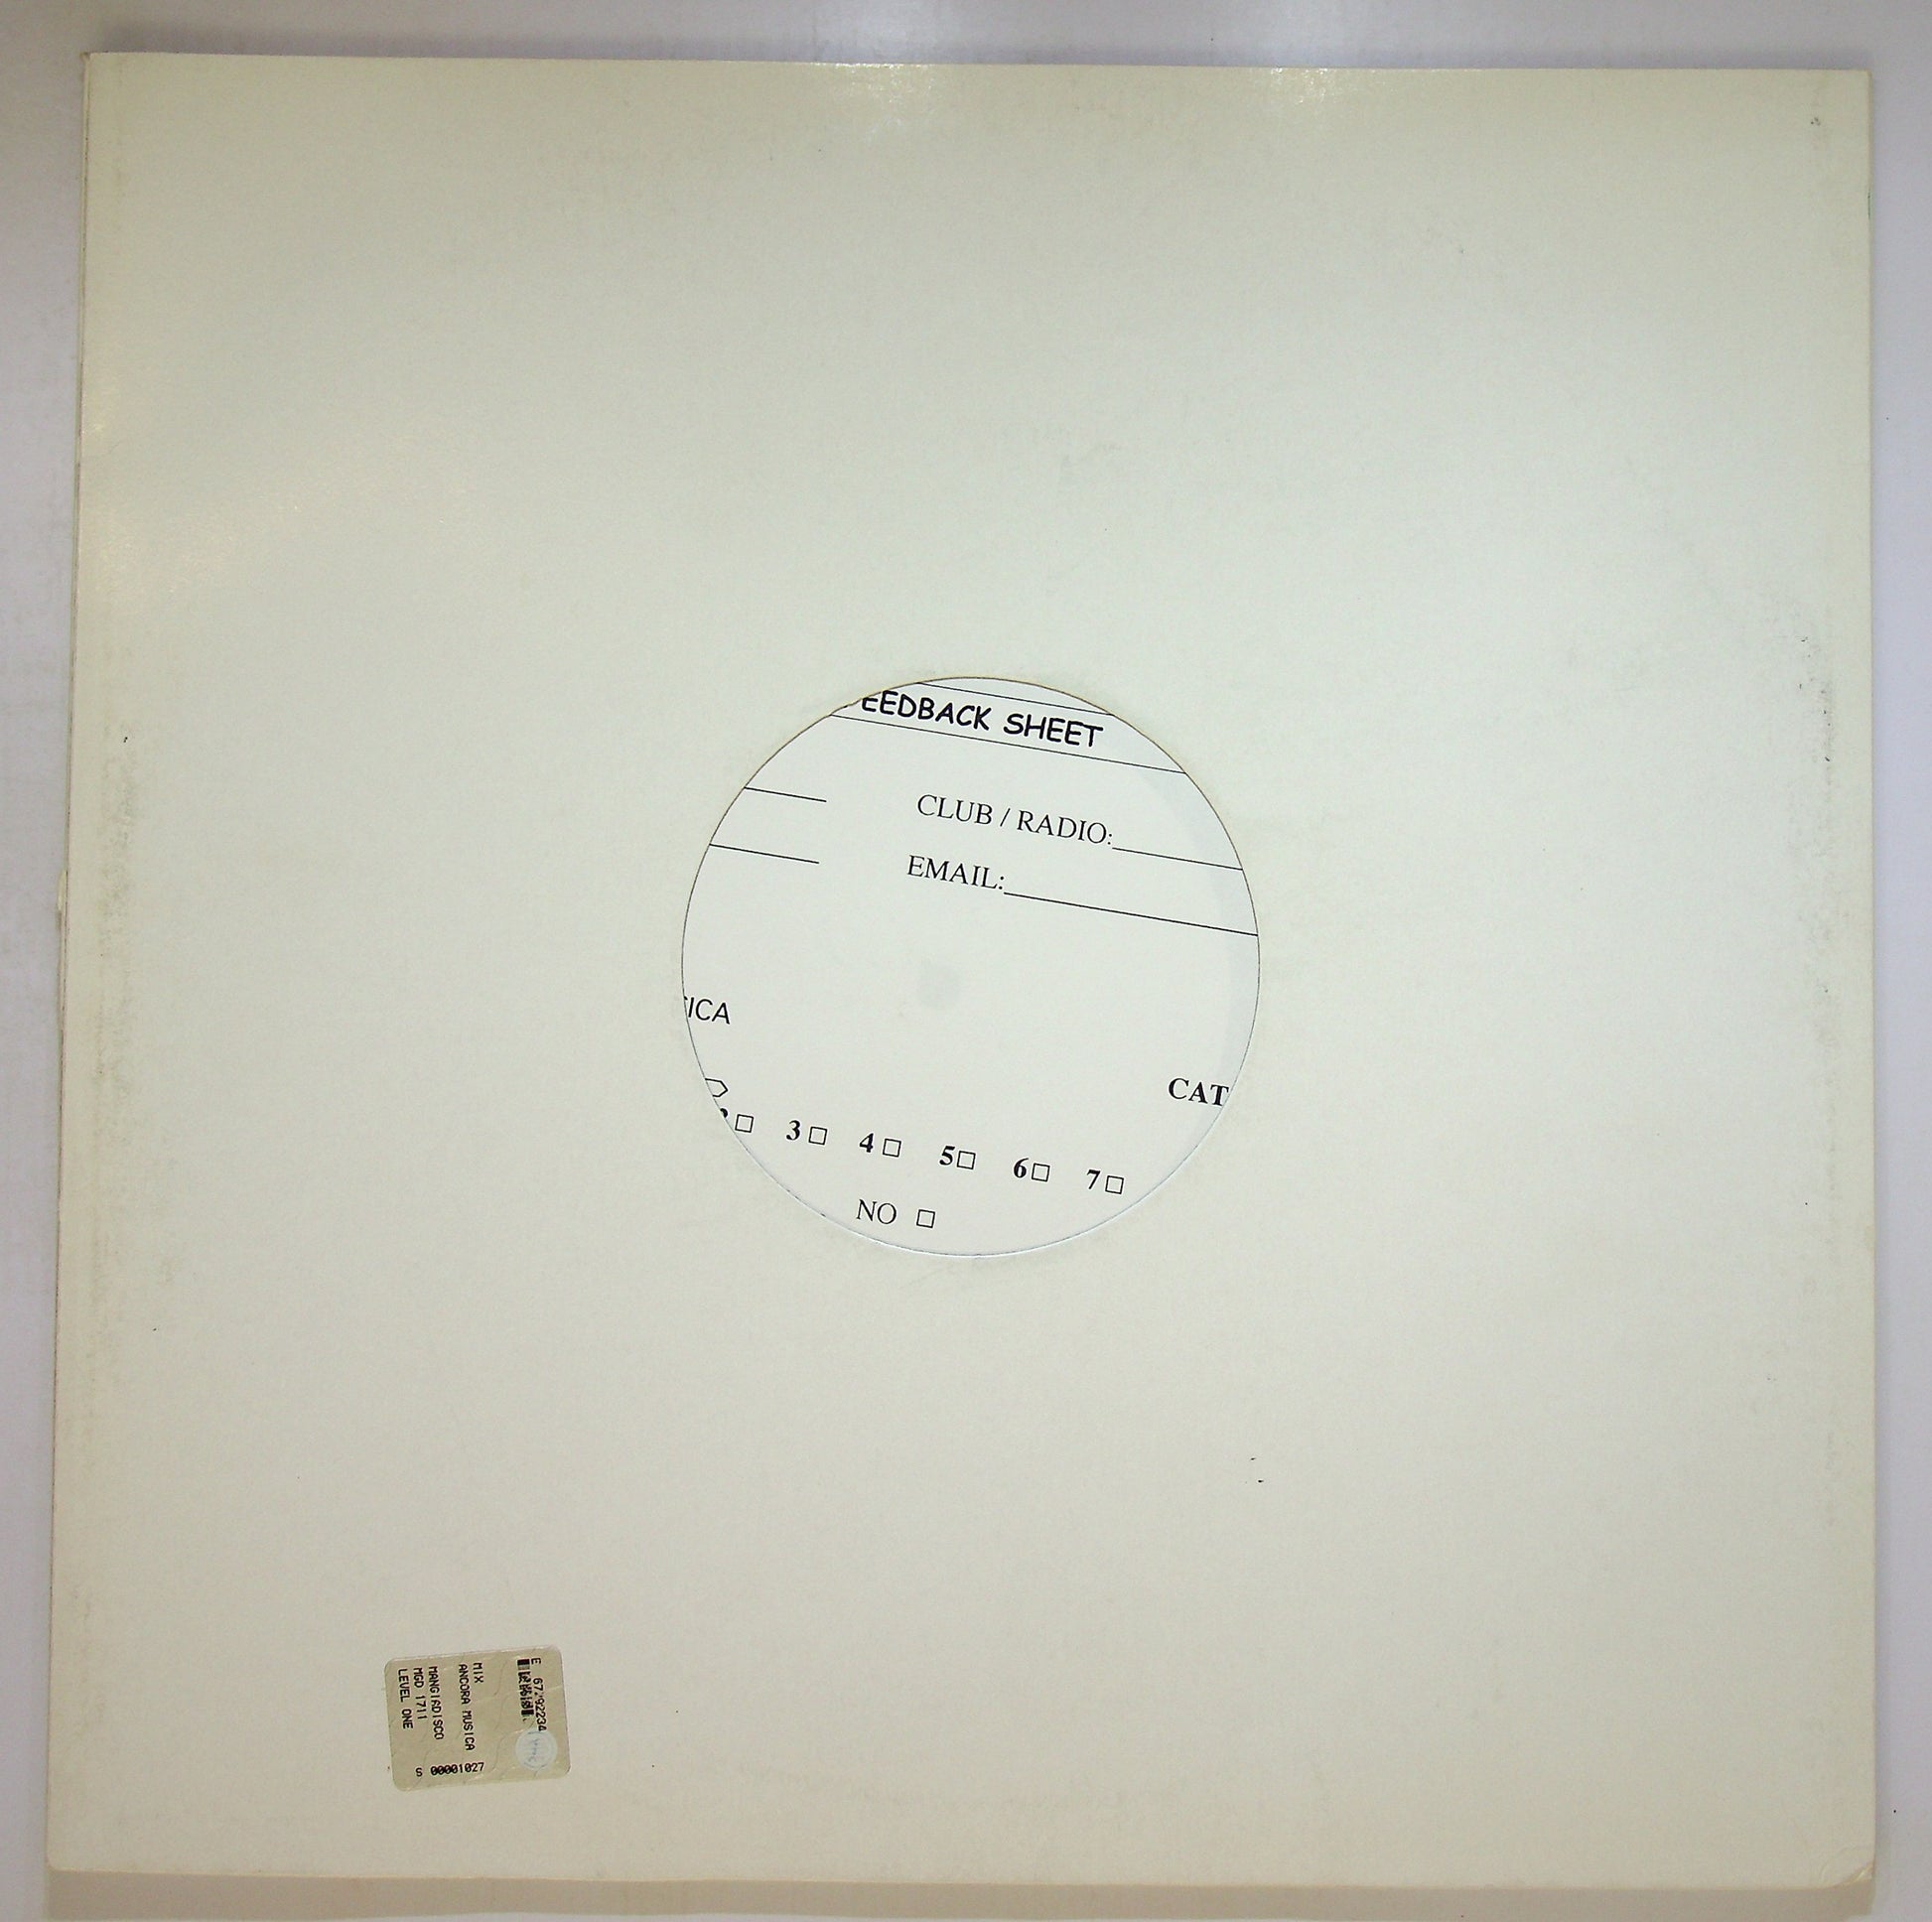 EEDBACK SHEET
CLUB / RADIO:
EMAIL:
ICA
CAT
3 4 5 6 7
NO
MIX
ANCORA MUSICA
MANGIADISCO
MGD 1711
LEVEL ONE
S 00001027